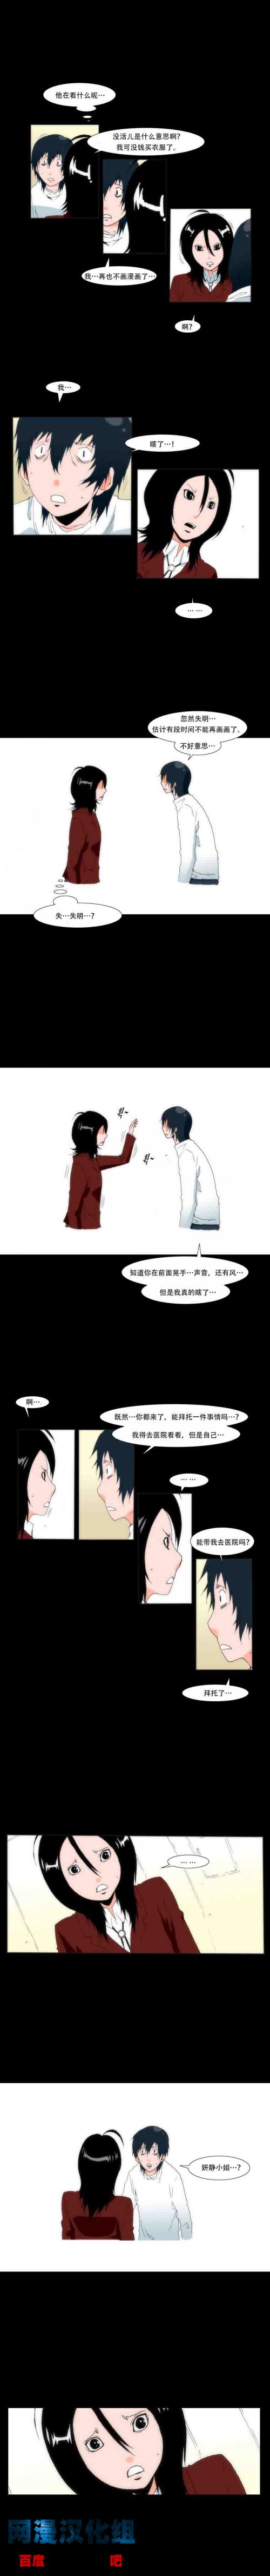 他在看什么呢…
没活儿是什么意思啊？
我可没钱买衣服了。
我…再也不画漫画了…
啊？
我…
瞎了…！
… …
忽然失明…
估计有段时间不能再画画了。
不好意思…
失…失明…？
知道你在前面晃手…声音，还有风…
但是我真的瞎了…
啊…
既然…你都来了，能拜托一件事情吗…？
我得去医院看看，但是自己…
… …
能带我去医院吗？
拜托了…
… …
妍静小姐…？
网漫汉化组
百度
吧